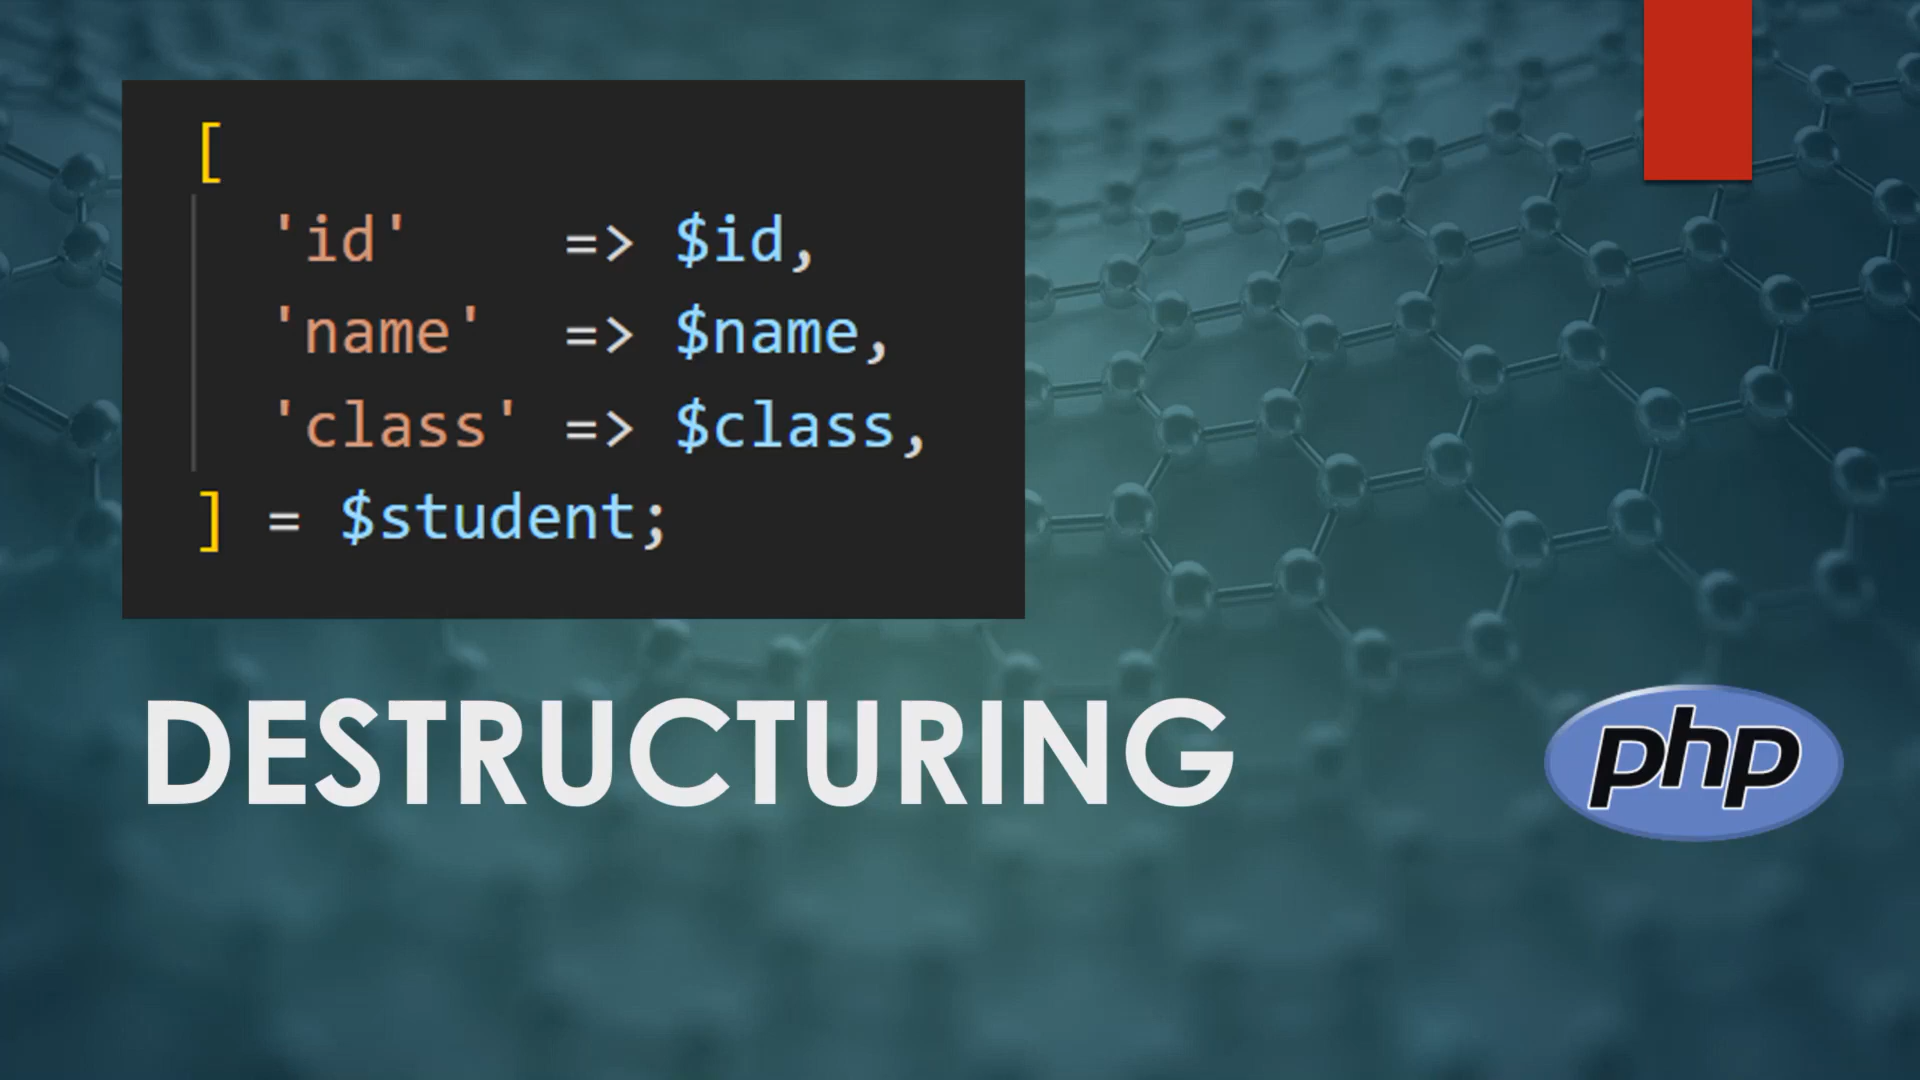 [
'id' => $id,
'name' => $name,
'class' => $class,
] = $student;
DESTRUCTURING
php